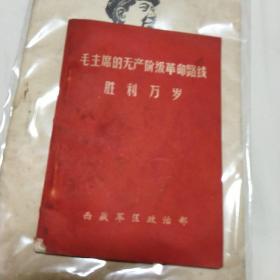 毛主席的无产阶级革命路线
胜利万岁
西藏军区政治部